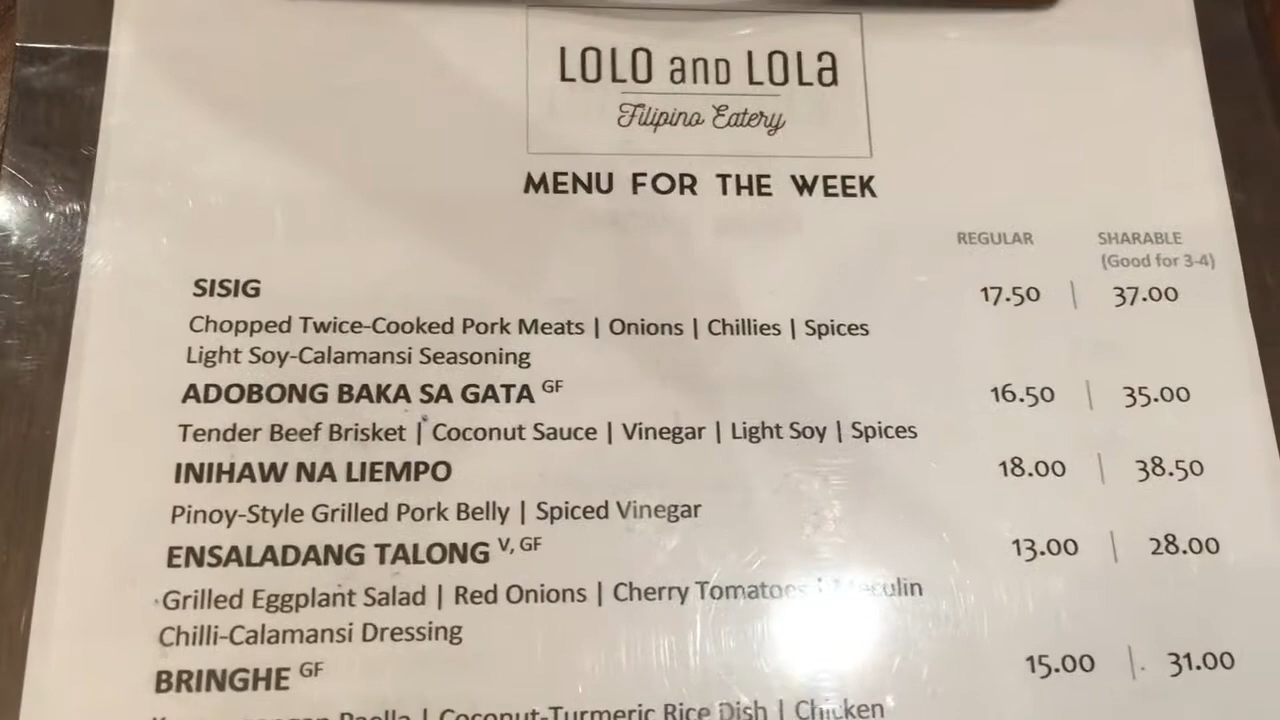 LOLO and LOLa
Filipino Eatery
MENU FOR THE WEEK
REGULAR SHARABLE
(Good for 3-4)
SISIG 17.50 | 37.00
Chopped Twice-Cooked Pork Meats | Onions | Chillies | Spices
Light Soy-Calamansi Seasoning
ADOBONG BAKA SA GATA GF 16.50 | 35.00
Tender Beef Brisket | Coconut Sauce | Vinegar | Light Soy | Spices
INIHAW NA LIEMPO 18.00 | 38.50
Pinoy-Style Grilled Pork Belly | Spiced Vinegar
ENSALADANG TALONG V, GF 13.00 | 28.00
Grilled Eggplant Salad | Red Onions | Cherry Tomatoes |
Chilli-Calamansi Dressing
BRINGHE GF 15.00 | 31.00
Paella | Coconut-Turmeric Rice Dish | Chicken